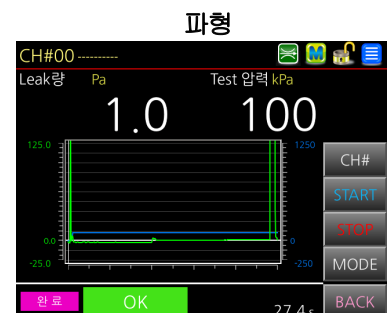 파형
CH#00 ----------
M
Leak량 Pa Test 압력 kPa
1.0 100
125.0 1250
CH#
START
0.0 0
STOP
-25.0 -250
MODE
완료 OK 27.4 s
BACK